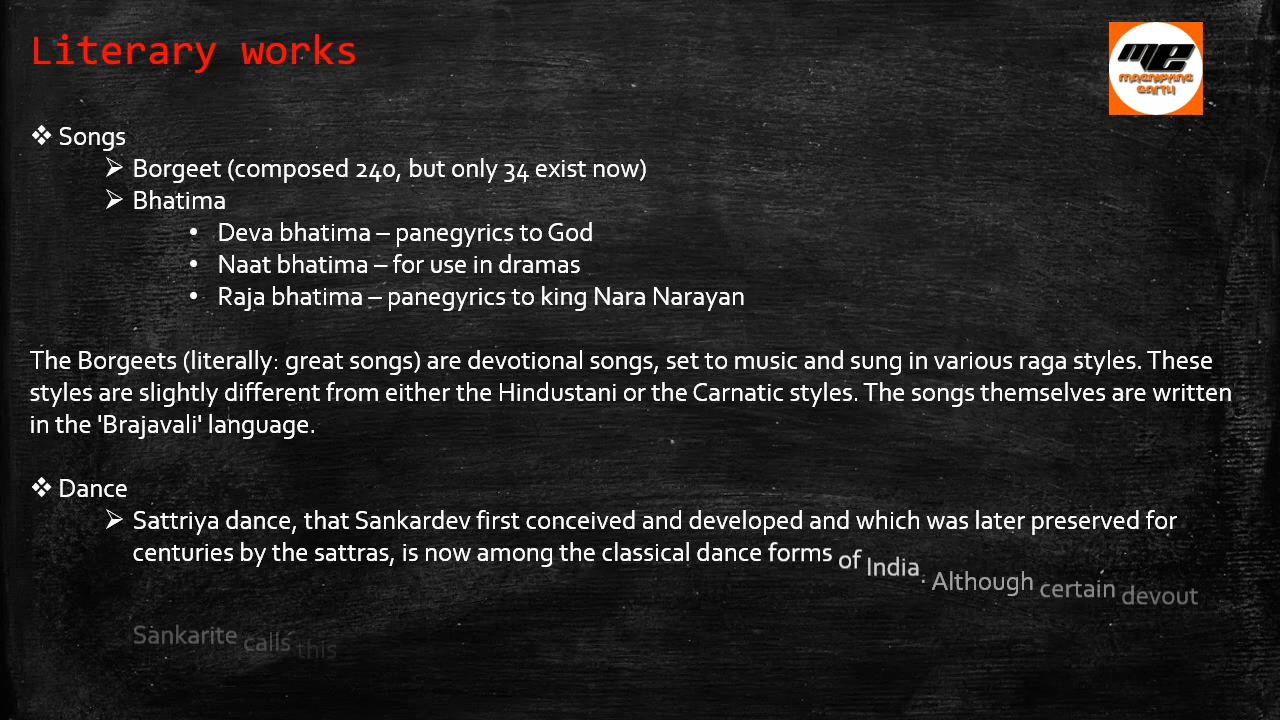 Literary works
me
magniphine
earth
❖ Songs
➢ Borgeet (composed 240, but only 34 exist now)
➢ Bhatima
• Deva bhatima – panegyrics to God
• Naat bhatima – for use in dramas
• Raja bhatima – panegyrics to king Nara Narayan
The Borgeets (literally: great songs) are devotional songs, set to music and sung in various raga styles. These
styles are slightly different from either the Hindustani or the Carnatic styles. The songs themselves are written
in the 'Brajavali' language.
❖ Dance
➢ Sattriya dance, that Sankardev first conceived and developed and which was later preserved for
centuries by the sattras, is now among the classical dance forms of India. Although certain devout
Sankarite calls this